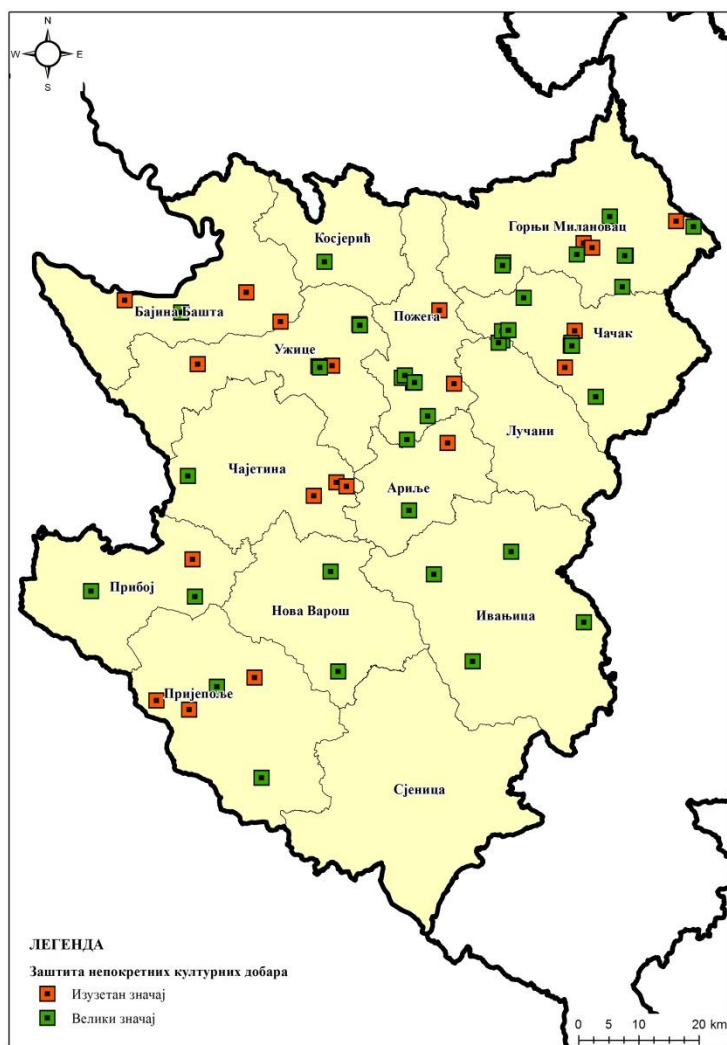 N
W E
S
Горњи Милановац
Косјерић
Бајина Башта
Пожега
Чачак
Ужице
Лучани
Чајетина
Ариље
Прибој
Нова Варош
Ивањица
Пријепоље
Сјеница
ЛЕГЕНДА
Заштита непокретних културних добара
Изузетан значај
Велики значај
0 5 10 20 km